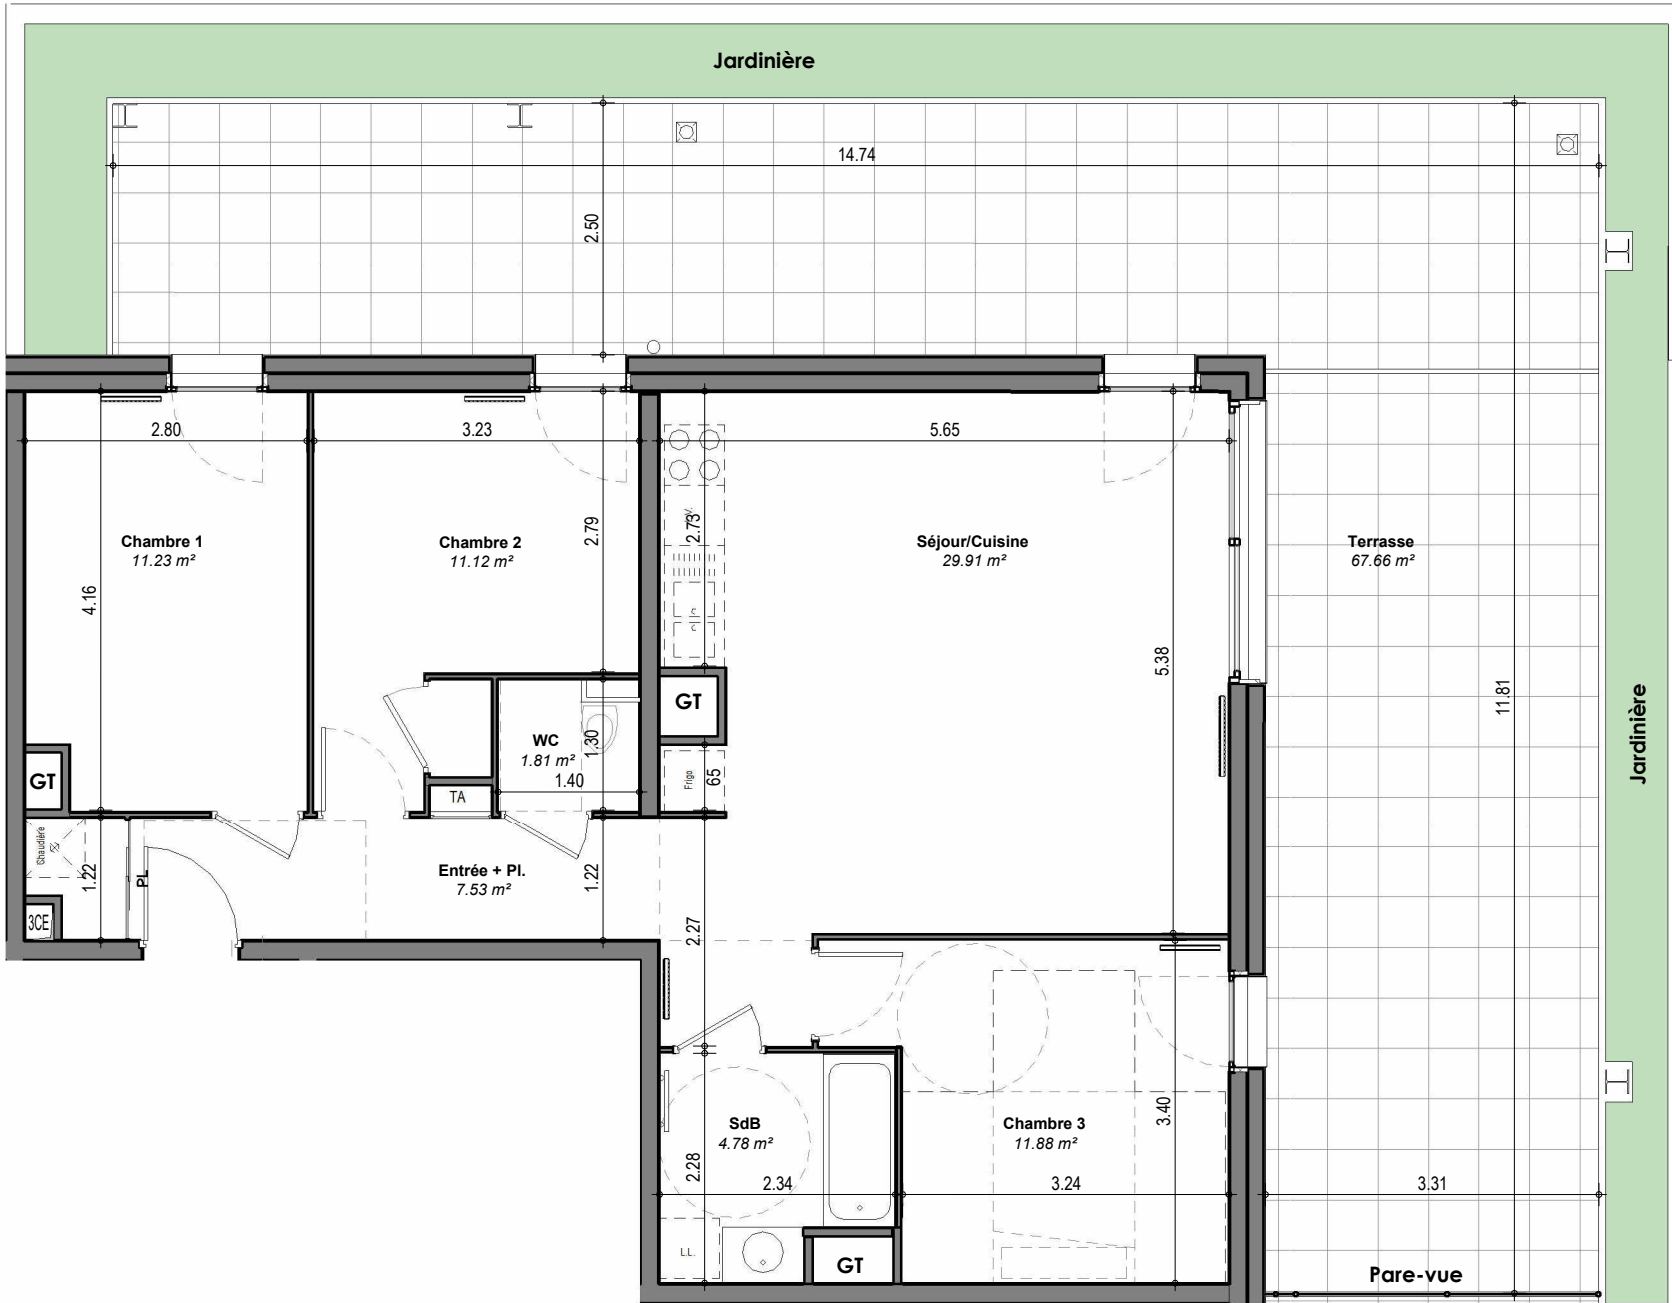 Jardinière
14.74
2.50
2.80
3.23
5.65
Chambre 1
11.23 m²
Chambre 2
11.12 m²
2.79
2.73
Séjour/Cuisine
29.91 m²
Terrasse
67.66 m²
4.16
5.38
11.81
Jardinière
GT
WC
1.81 m²
1.30
1.40
GT
Frigo
65
TA
Chaudière
1.22
PL
3CE
Entrée + Pl.
7.53 m²
1.22
2.27
SdB
4.78 m²
2.28
2.34
Chambre 3
11.88 m²
3.40
3.24
3.31
L.L.
GT
Pare-vue